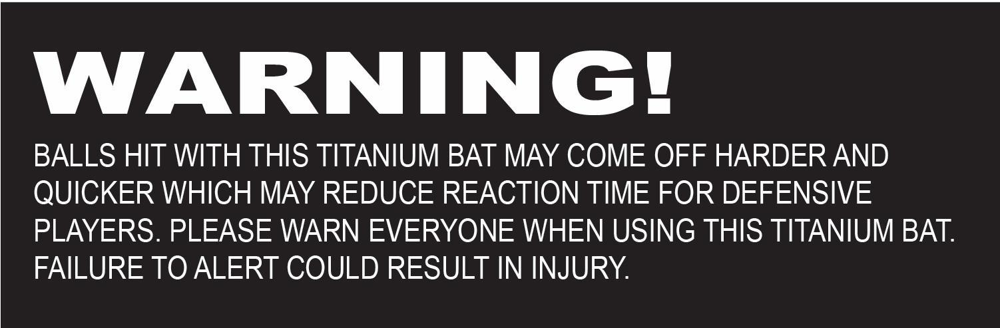 WARNING!
BALLS HIT WITH THIS TITANIUM BAT MAY COME OFF HARDER AND
QUICKER WHICH MAY REDUCE REACTION TIME FOR DEFENSIVE
PLAYERS. PLEASE WARN EVERYONE WHEN USING THIS TITANIUM BAT.
FAILURE TO ALERT COULD RESULT IN INJURY.